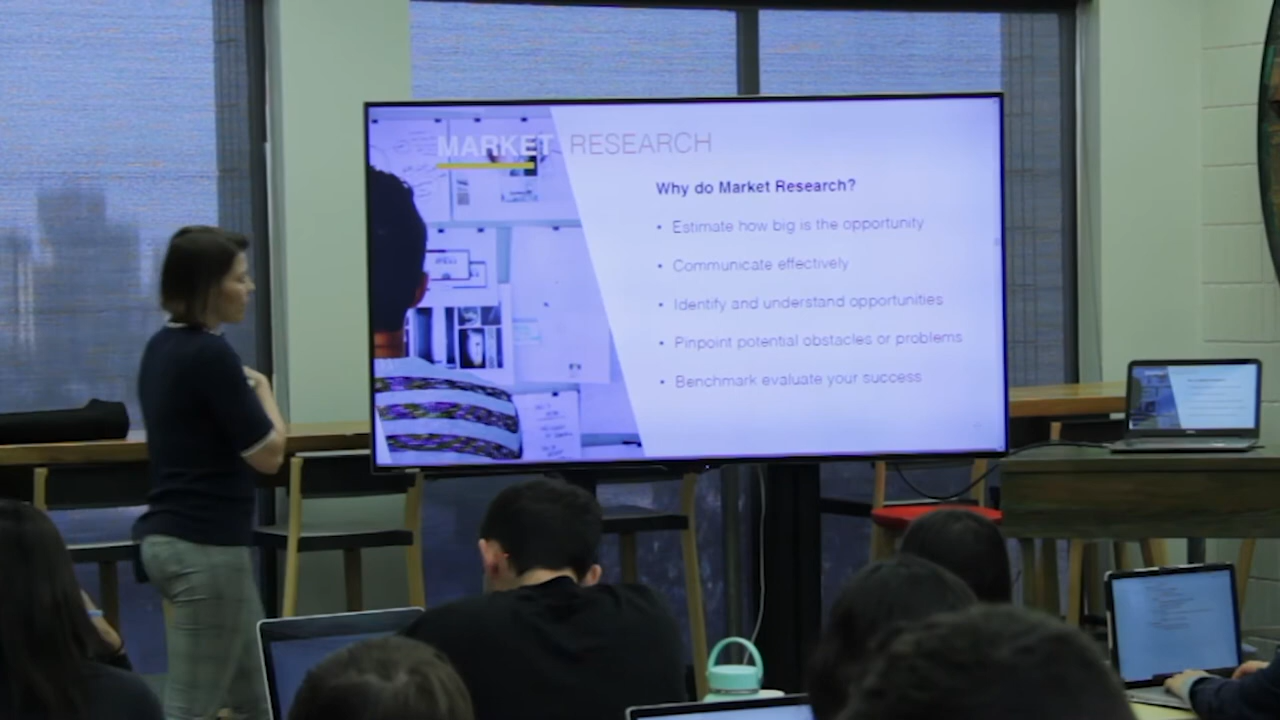 MARKET RESEARCH
Why do Market Research?
• Estimate how big is the opportunity
• Communicate effectively
• Identify and understand opportunities
• Pinpoint potential obstacles or problems
• Benchmark evaluate your success